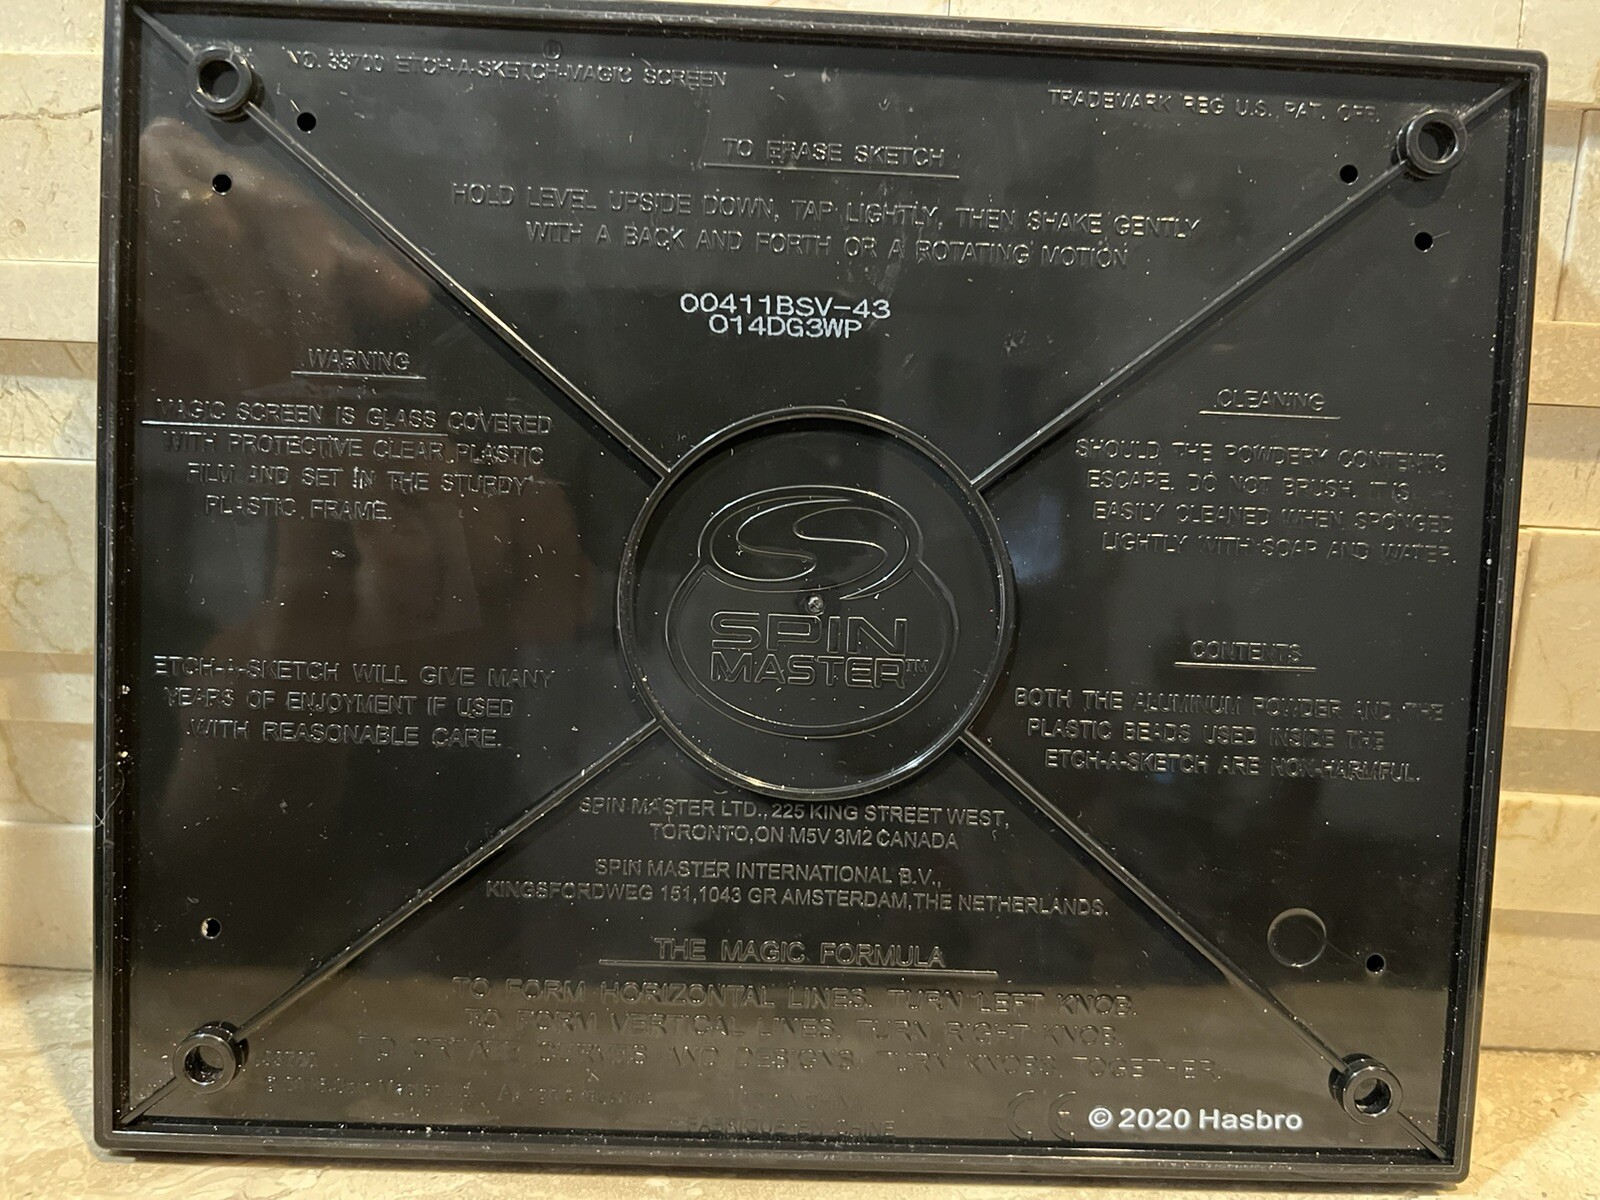 NO. 33700 ETCH-A-SKETCH® MAGIC SCREEN
TRADEMARK REG U.S. PAT. OFF.
TO ERASE SKETCH
HOLD LEVEL UPSIDE DOWN, TAP LIGHTLY, THEN SHAKE GENTLY
WITH A BACK AND FORTH OR A ROTATING MOTION
00411BSV-43
014DG3WP
WARNING
MAGIC SCREEN IS GLASS COVERED
WITH PROTECTIVE CLEAR PLASTIC
FILM AND SET IN THE STURDY
PLASTIC FRAME.
CLEANING
SHOULD THE POWDERY CONTENTS
ESCAPE, DO NOT BRUSH. IT IS
EASILY CLEANED WHEN SPONGED
LIGHTLY WITH SOAP AND WATER.
SPIN
MASTER™
ETCH-A-SKETCH WILL GIVE MANY
YEARS OF ENJOYMENT IF USED
WITH REASONABLE CARE.
CONTENTS
BOTH THE ALUMINUM POWDER AND THE
PLASTIC BEADS USED INSIDE THE
ETCH-A-SKETCH ARE NON-HARMFUL.
SPIN MASTER LTD., 225 KING STREET WEST,
TORONTO, ON M5V 3M2 CANADA
SPIN MASTER INTERNATIONAL B.V.,
KINGSFORDWEG 151, 1043 GR AMSTERDAM, THE NETHERLANDS.
THE MAGIC FORMULA
TO FORM HORIZONTAL LINES. TURN LEFT KNOB.
TO FORM VERTICAL LINES. TURN RIGHT KNOB.
TO CREATE CURVES AND DESIGNS. TURN KNOBS TOGETHER.
CE
© 2020 Hasbro